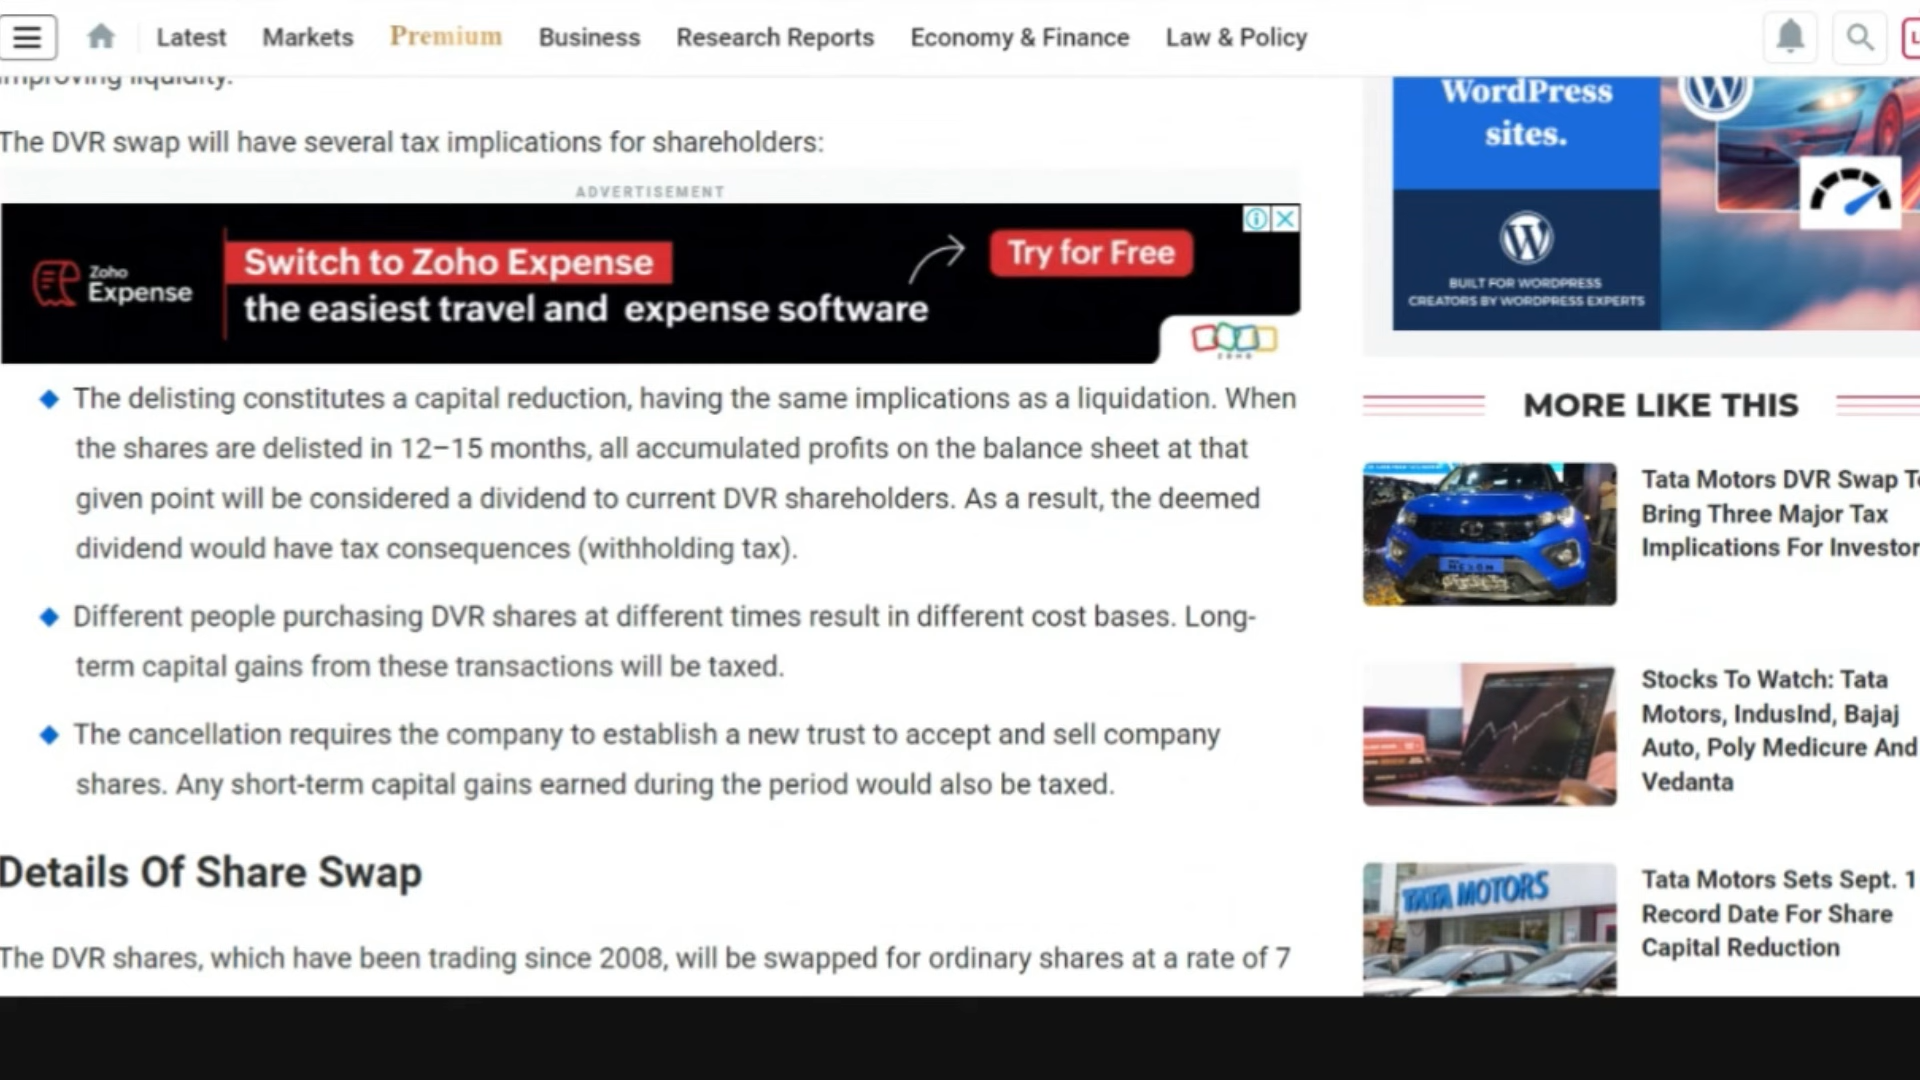 Latest Markets Premium Business Research Reports Economy & Finance Law & Policy
improving liquidity.
The DVR swap will have several tax implications for shareholders:
ADVERTISEMENT
Zoho
Expense
Switch to Zoho Expense
the easiest travel and expense software
Try for Free
ZOHO
The delisting constitutes a capital reduction, having the same implications as a liquidation. When
the shares are delisted in 12–15 months, all accumulated profits on the balance sheet at that
given point will be considered a dividend to current DVR shareholders. As a result, the deemed
dividend would have tax consequences (withholding tax).
Different people purchasing DVR shares at different times result in different cost bases. Long-
term capital gains from these transactions will be taxed.
The cancellation requires the company to establish a new trust to accept and sell company
shares. Any short-term capital gains earned during the period would also be taxed.
Details Of Share Swap
The DVR shares, which have been trading since 2008, will be swapped for ordinary shares at a rate of 7
WordPress
sites.
BUILT FOR WORDPRESS
CREATORS BY WORDPRESS EXPERTS
MORE LIKE THIS
Tata Motors DVR Swap
Bring Three Major Tax
Implications For Investor
Stocks To Watch: Tata
Motors, IndusInd, Bajaj
Auto, Poly Medicure And
Vedanta
TATA MOTORS
Tata Motors Sets Sept. 1
Record Date For Share
Capital Reduction